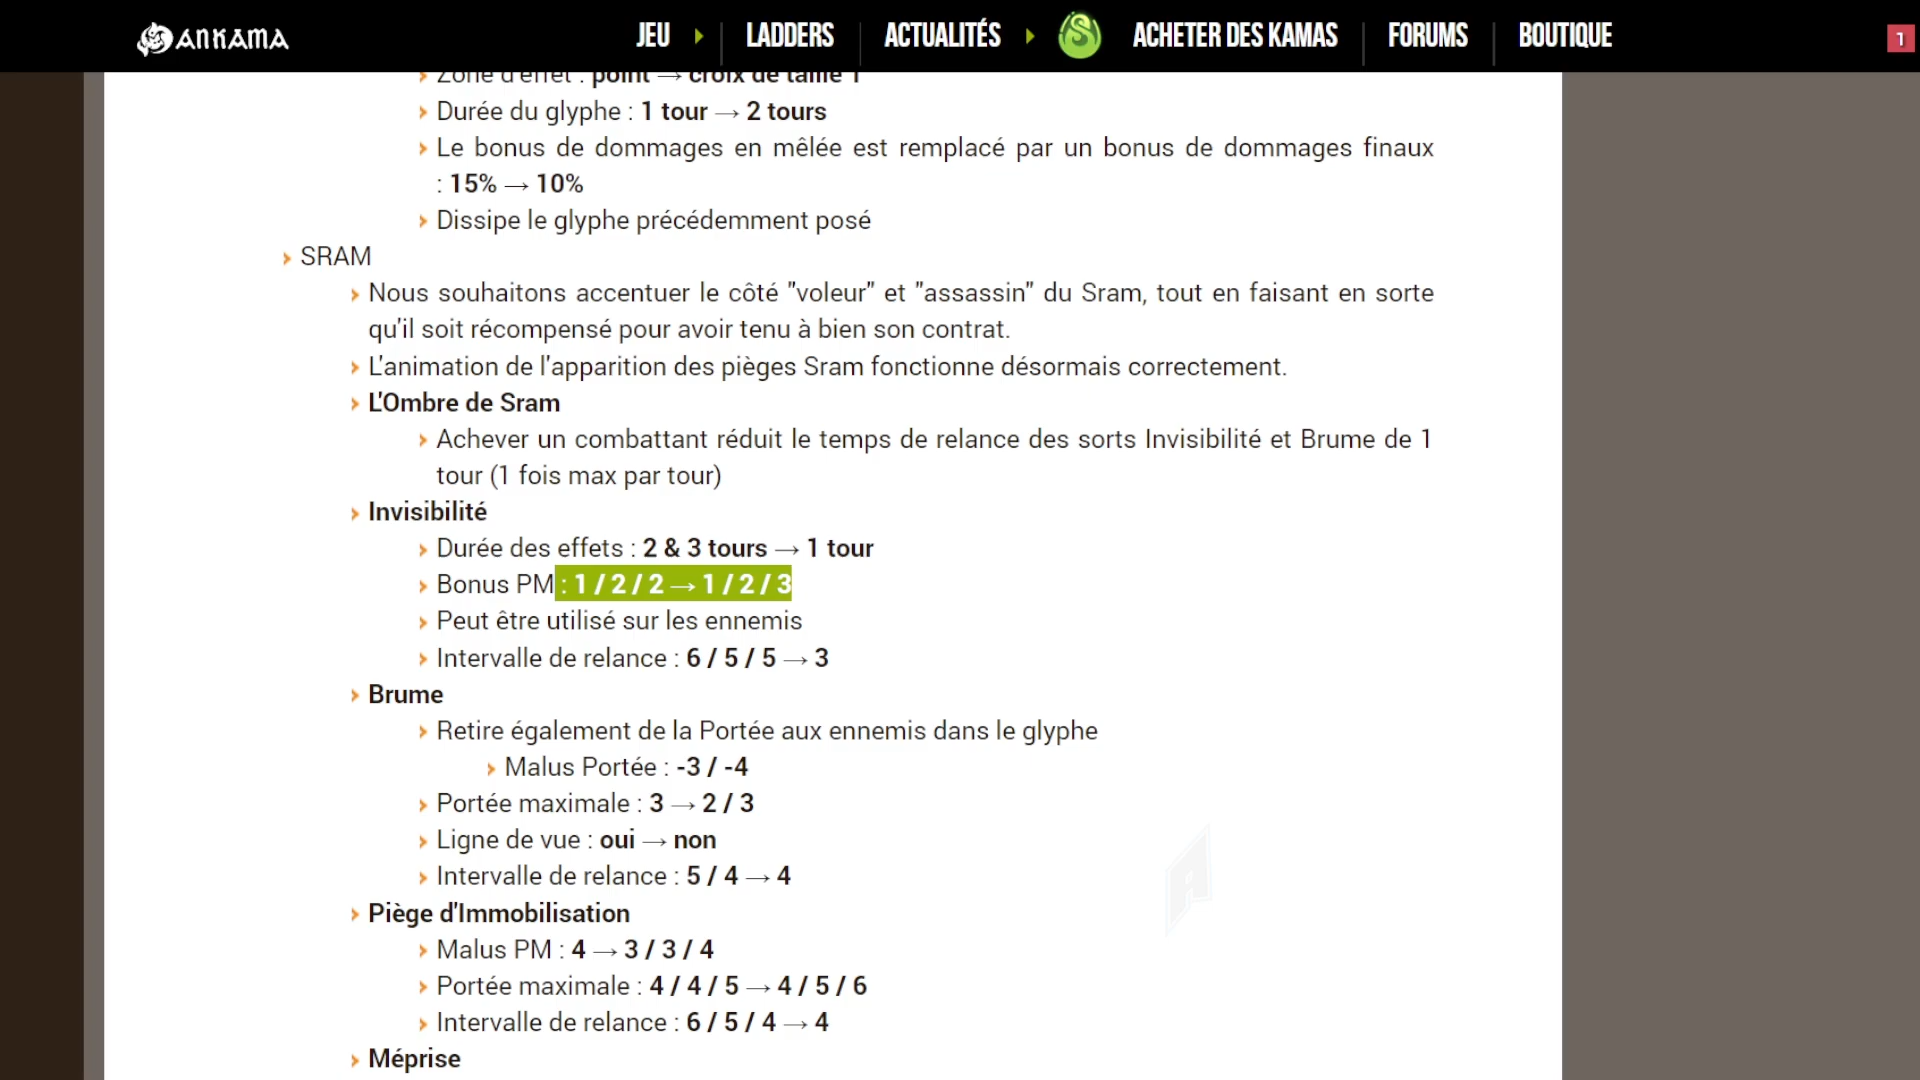 ANKAMA JEU LADDERS ACTUALITÉS ACHETER DES KAMAS FORUMS BOUTIQUE 1
Zone d'effet : point → croix de taille 1
Durée du glyphe : 1 tour → 2 tours
Le bonus de dommages en mêlée est remplacé par un bonus de dommages finaux
: 15% → 10%
Dissipe le glyphe précédemment posé
SRAM
Nous souhaitons accentuer le côté "voleur" et "assassin" du Sram, tout en faisant en sorte
qu'il soit récompensé pour avoir tenu à bien son contrat.
L'animation de l'apparition des pièges Sram fonctionne désormais correctement.
L'Ombre de Sram
Achever un combattant réduit le temps de relance des sorts Invisibilité et Brume de 1
tour (1 fois max par tour)
Invisibilité
Durée des effets : 2 & 3 tours → 1 tour
Bonus PM : 1 / 2 / 2 → 1 / 2 / 3
Peut être utilisé sur les ennemis
Intervalle de relance : 6 / 5 / 5 → 3
Brume
Retire également de la Portée aux ennemis dans le glyphe
Malus Portée : -3 / -4
Portée maximale : 3 → 2 / 3
Ligne de vue : oui → non
Intervalle de relance : 5 / 4 → 4
Piège d'Immobilisation
Malus PM : 4 → 3 / 3 / 4
Portée maximale : 4 / 4 / 5 → 4 / 5 / 6
Intervalle de relance : 6 / 5 / 4 → 4
Méprise